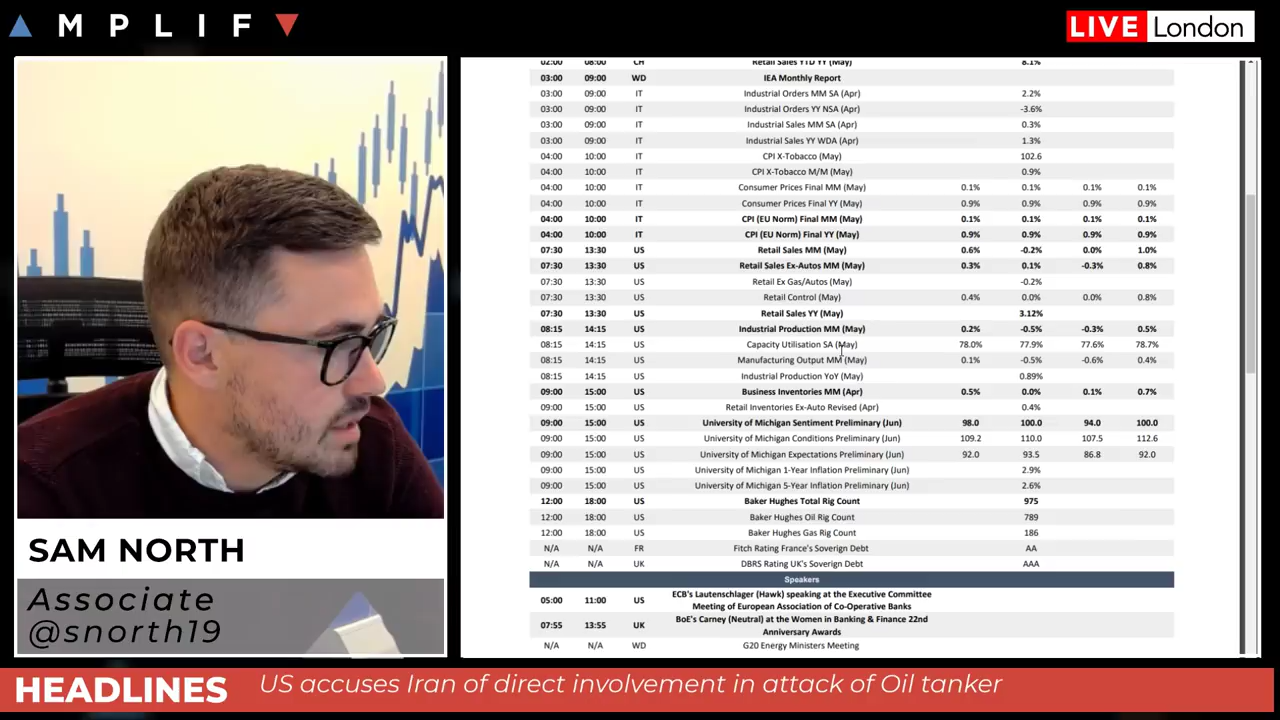 MPLIF
LIVE London
02:00 08:00 CH Retail Sales YTD YY (May) 8.1%
03:00 09:00 WD IEA Monthly Report
03:00 09:00 IT Industrial Orders MM SA (Apr) 2.2%
03:00 09:00 IT Industrial Orders YY NSA (Apr) -3.6%
03:00 09:00 IT Industrial Sales MM SA (Apr) 0.3%
03:00 09:00 IT Industrial Sales YY WDA (Apr) 1.3%
04:00 10:00 IT CPI X-Tobacco (May) 102.6
04:00 10:00 IT CPI X-Tobacco M/M (May) 0.9%
04:00 10:00 IT Consumer Prices Final MM (May) 0.1% 0.1% 0.1% 0.1%
04:00 10:00 IT Consumer Prices Final YY (May) 0.9% 0.9% 0.9% 0.9%
04:00 10:00 IT CPI (EU Norm) Final MM (May) 0.1% 0.1% 0.1% 0.1%
04:00 10:00 IT CPI (EU Norm) Final YY (May) 0.9% 0.9% 0.9% 0.9%
07:30 13:30 US Retail Sales MM (May) 0.6% -0.2% 0.0% 1.0%
07:30 13:30 US Retail Sales Ex-Autos MM (May) 0.3% 0.1% -0.3% 0.8%
07:30 13:30 US Retail Ex Gas/Autos (May) -0.2%
07:30 13:30 US Retail Control (May) 0.4% 0.0% 0.0% 0.8%
07:30 13:30 US Retail Sales YY (May) 3.12%
08:15 14:15 US Industrial Production MM (May) 0.2% -0.5% -0.3% 0.5%
08:15 14:15 US Capacity Utilisation SA (May) 78.0% 77.9% 77.6% 78.7%
08:15 14:15 US Manufacturing Output MM (May) 0.1% -0.5% -0.6% 0.4%
08:15 14:15 US Industrial Production YoY (May) 0.89%
09:00 15:00 US Business Inventories MM (Apr) 0.5% 0.0% 0.1% 0.7%
09:00 15:00 US Retail Inventories Ex-Auto Revised (Apr) 0.4%
09:00 15:00 US University of Michigan Sentiment Preliminary (Jun) 98.0 100.0 94.0 100.0
09:00 15:00 US University of Michigan Conditions Preliminary (Jun) 109.2 110.0 107.5 112.6
09:00 15:00 US University of Michigan Expectations Preliminary (Jun) 92.0 93.5 86.8 92.0
09:00 15:00 US University of Michigan 1-Year Inflation Preliminary (Jun) 2.9%
09:00 15:00 US University of Michigan 5-Year Inflation Preliminary (Jun) 2.6%
12:00 18:00 US Baker Hughes Total Rig Count 975
12:00 18:00 US Baker Hughes Oil Rig Count 789
12:00 18:00 US Baker Hughes Gas Rig Count 186
N/A N/A FR Fitch Rating France's Soverign Debt AA
N/A N/A UK DBRS Rating UK's Soverign Debt AAA
Speakers
05:00 11:00 US ECB's Lautenschlager (Hawk) speaking at the Executive Committee
Meeting of European Association of Co-Operative Banks
07:55 13:55 UK BoE's Carney (Neutral) at the Women in Banking & Finance 22nd
Anniversary Awards
N/A N/A WD G20 Energy Ministers Meeting
SAM NORTH
Associate
@snorth19
HEADLINES US accuses Iran of direct involvement in attack of Oil tanker